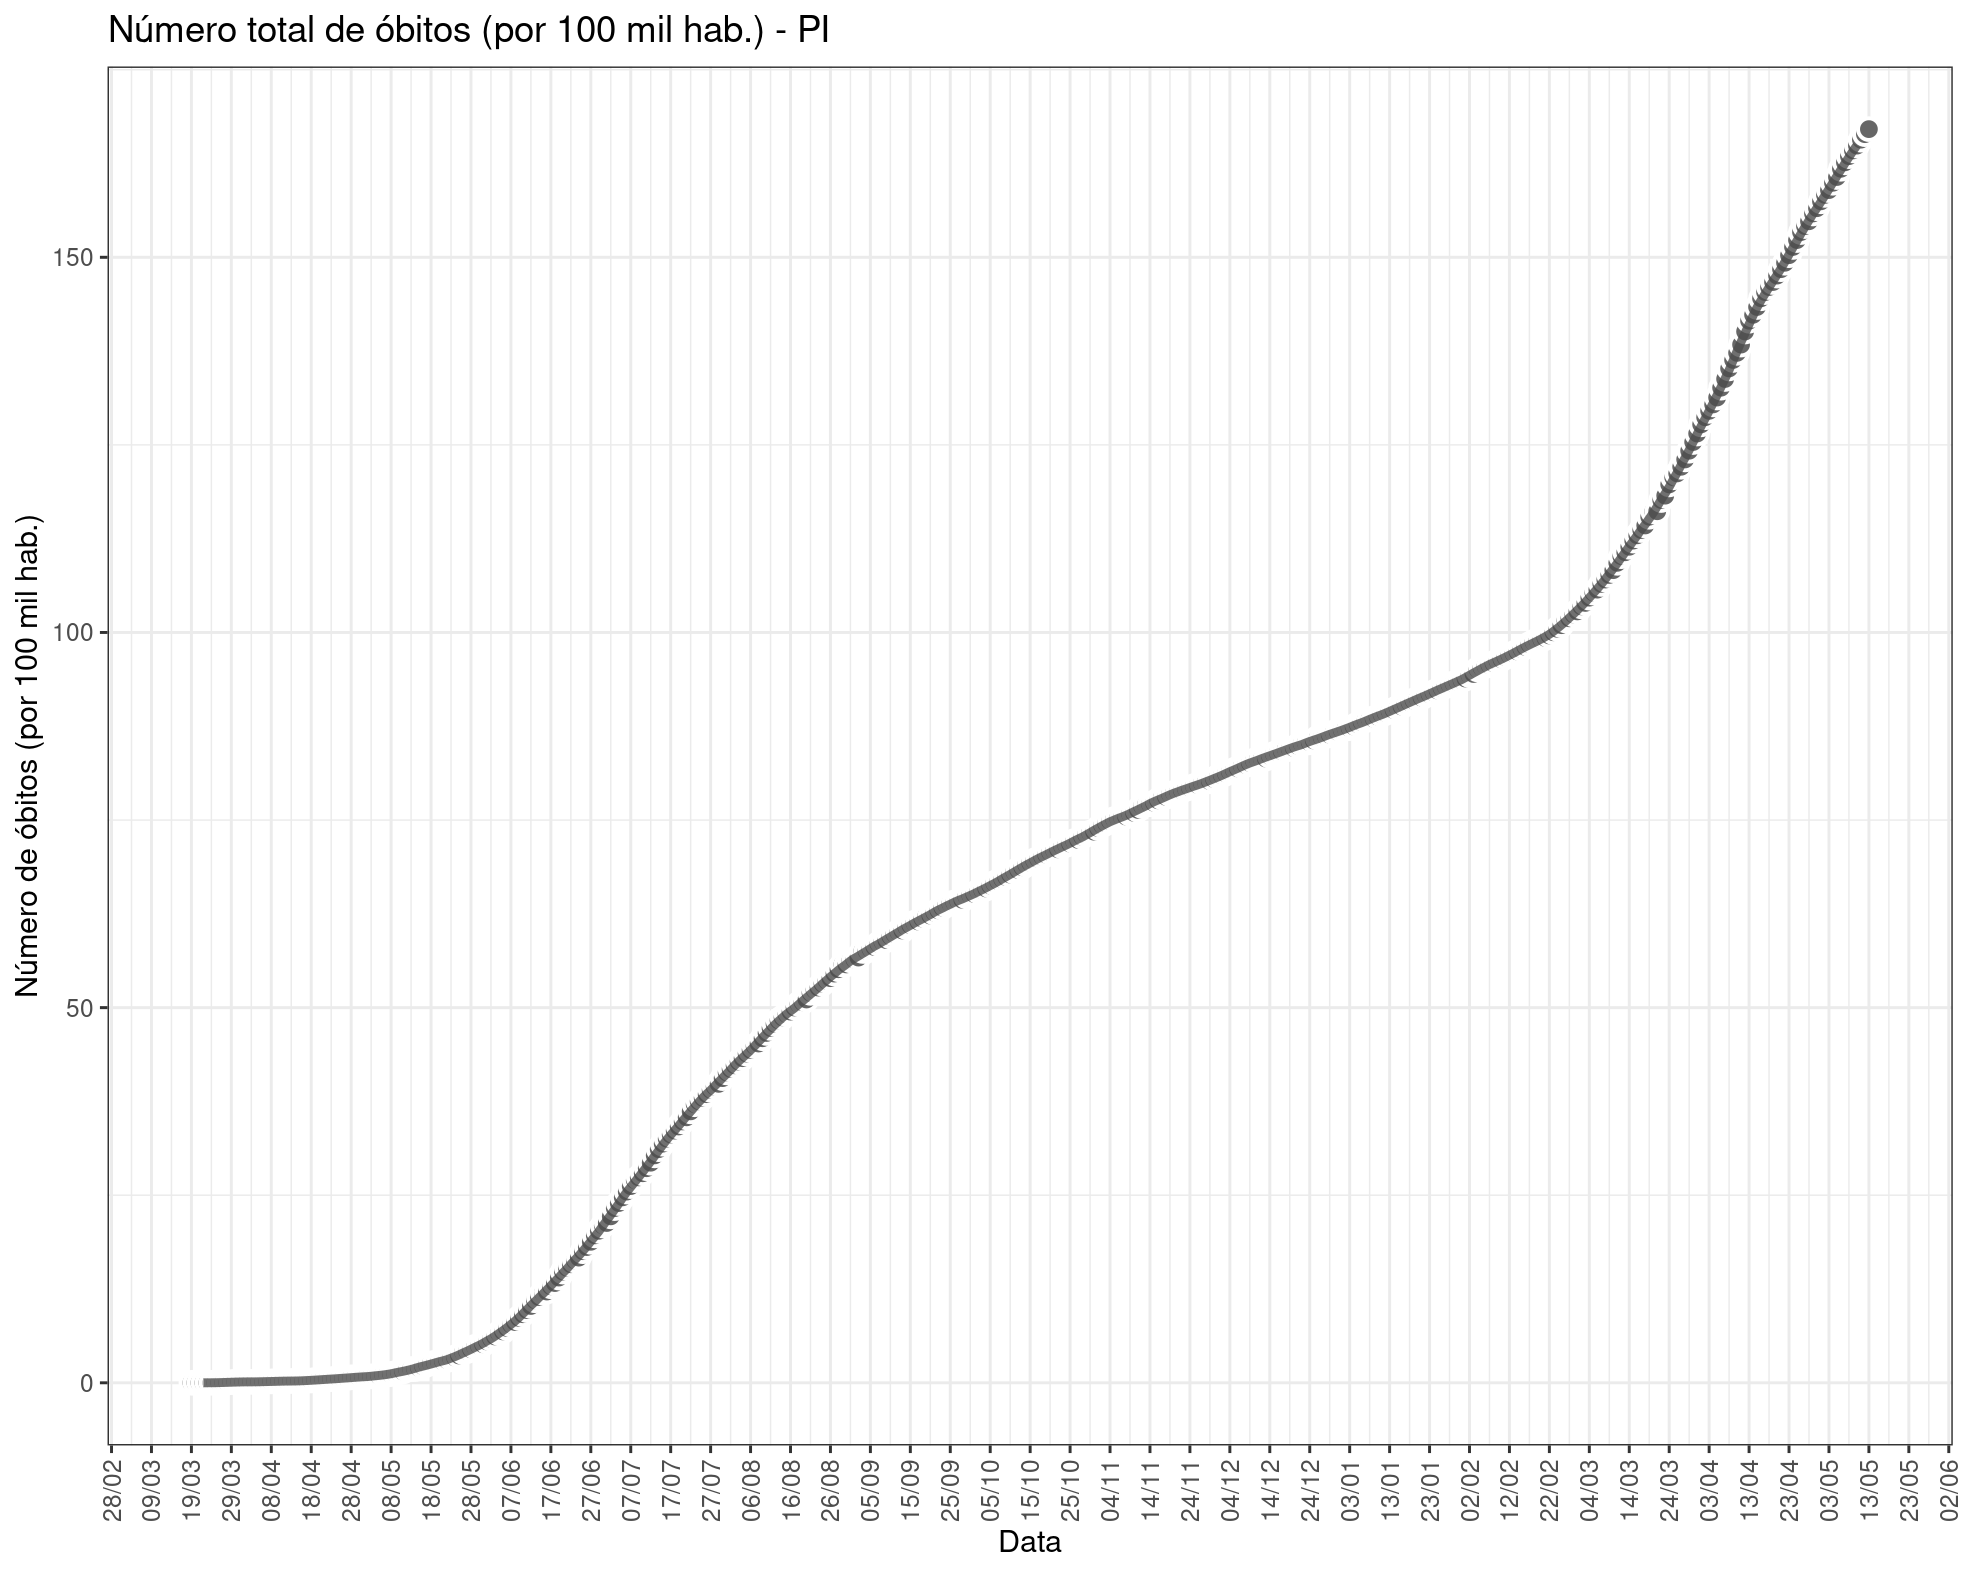 Número total de óbitos (por 100 mil hab.) - PI
Número de óbitos (por 100 mil hab.)
150
100
50
0
28/02 09/03 19/03 29/03 08/04 18/04 28/04 08/05 18/05 28/05 07/06 17/06 27/06 07/07 17/07 27/07 06/08 16/08 26/08 05/09 15/09 25/09 05/10 15/10 25/10 04/11 14/11 24/11 04/12 14/12 24/12 03/01 13/01 23/01 02/02 12/02 22/02 04/03 14/03 24/03 03/04 13/04 23/04 03/05 13/05 23/05 02/06
Data